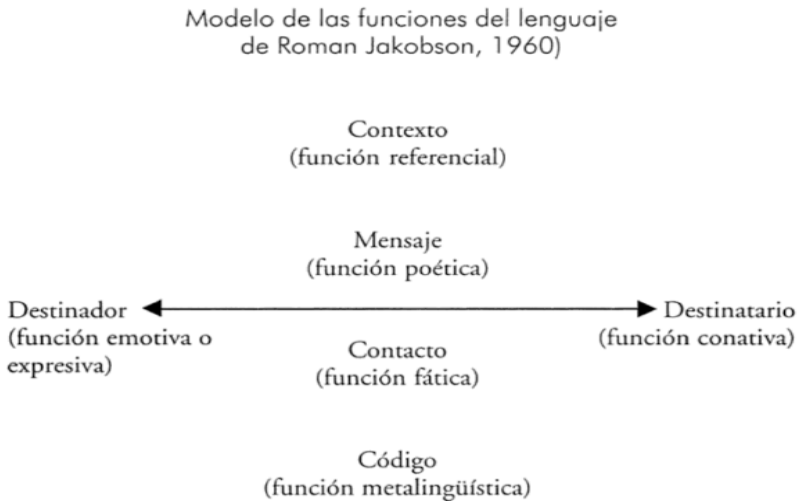 Modelo de las funciones del lenguaje
de Roman Jakobson, 1960)
Contexto
(función referencial)
Mensaje
(función poética)
Destinador
(función emotiva o
expresiva)
Destinatario
(función conativa)
Contacto
(función fática)
Código
(función metalingüística)